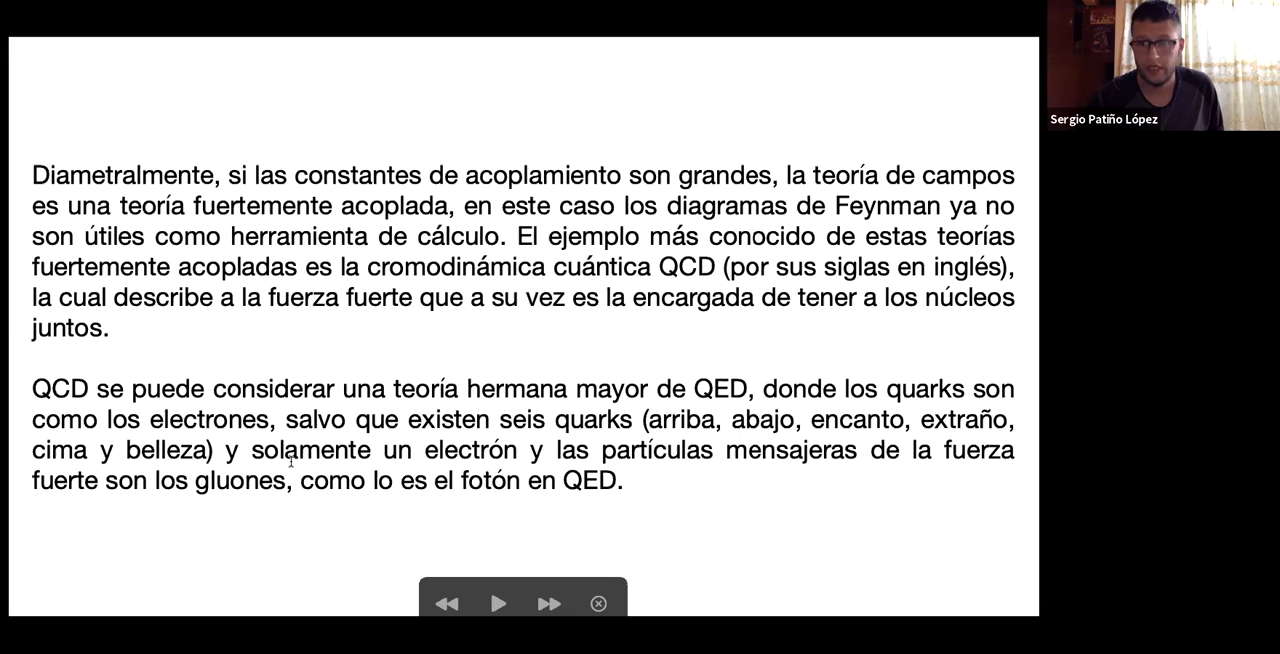 Diametralmente, si las constantes de acoplamiento son grandes, la teoría de campos
es una teoría fuertemente acoplada, en este caso los diagramas de Feynman ya no
son útiles como herramienta de cálculo. El ejemplo más conocido de estas teorías
fuertemente acopladas es la cromodinámica cuántica QCD (por sus siglas en inglés),
la cual describe a la fuerza fuerte que a su vez es la encargada de tener a los núcleos
juntos.
QCD se puede considerar una teoría hermana mayor de QED, donde los quarks son
como los electrones, salvo que existen seis quarks (arriba, abajo, encanto, extraño,
cima y belleza) y solamente un electrón y las partículas mensajeras de la fuerza
fuerte son los gluones, como lo es el fotón en QED.
Sergio Patiño López